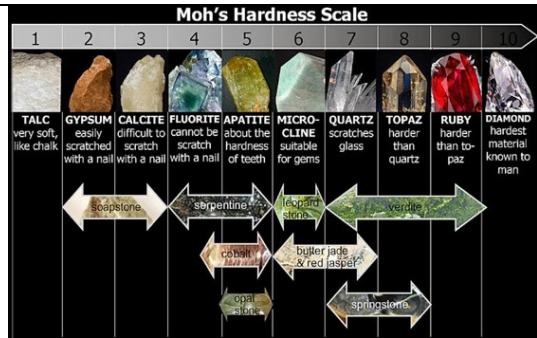 Moh's Hardness Scale
1 2 3 4 5 6 7 8 9 10
TALC
very soft,
like chalk
GYPSUM
easily
scratched
with a nail
CALCITE
difficult to
scratch
with a nail
FLUORITE
cannot be
scratch
with a nail
APATITE
about the
hardness
of teeth
MICRO-
CLINE
suitable
for gems
QUARTZ
scratches
glass
TOPAZ
harder
than
quartz
RUBY
harder
than to-
paz
DIAMOND
hardest
material
known to
man
soapstone
serpentine
leopard
stone
verdite
cobalt
butter jade
& red jasper
opal
stone
springstone